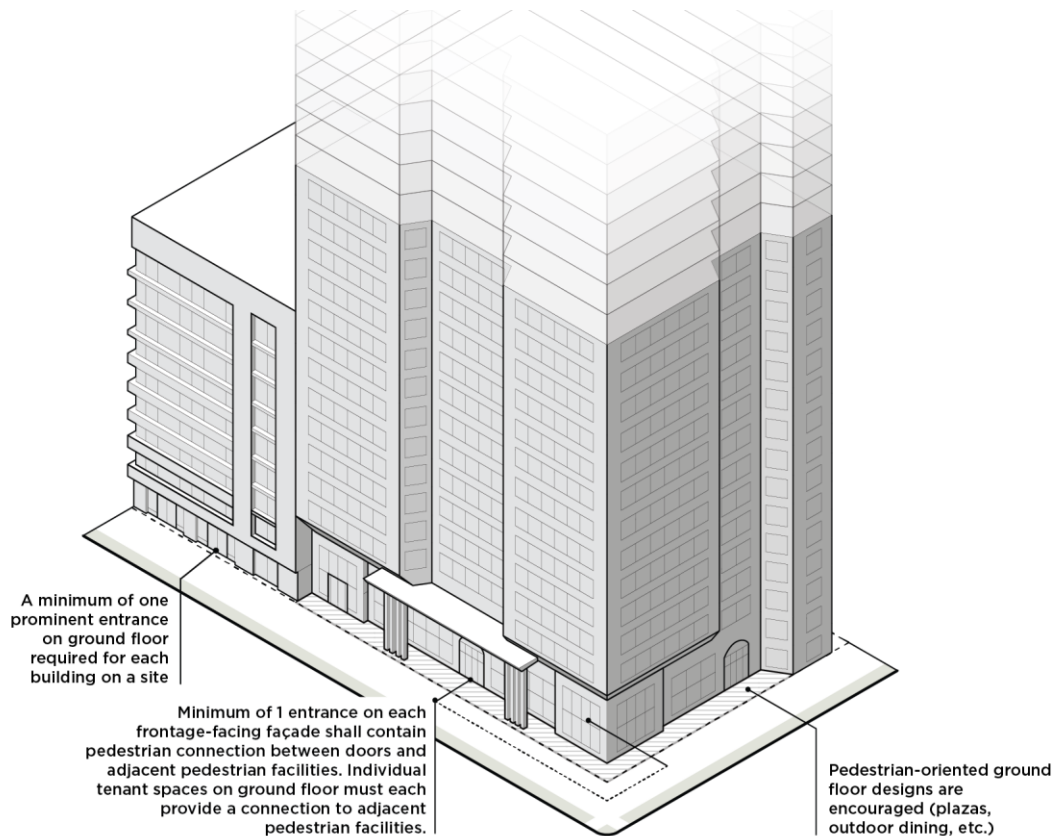 A minimum of one
prominent entrance
on ground floor
required for each
building on a site
Minimum of 1 entrance on each
frontage-facing façade shall contain
pedestrian connection between doors and
adjacent pedestrian facilities. Individual
tenant spaces on ground floor must each
provide a connection to adjacent
pedestrian facilities.
Pedestrian-oriented ground
floor designs are
encouraged (plazas,
outdoor dining, etc.)